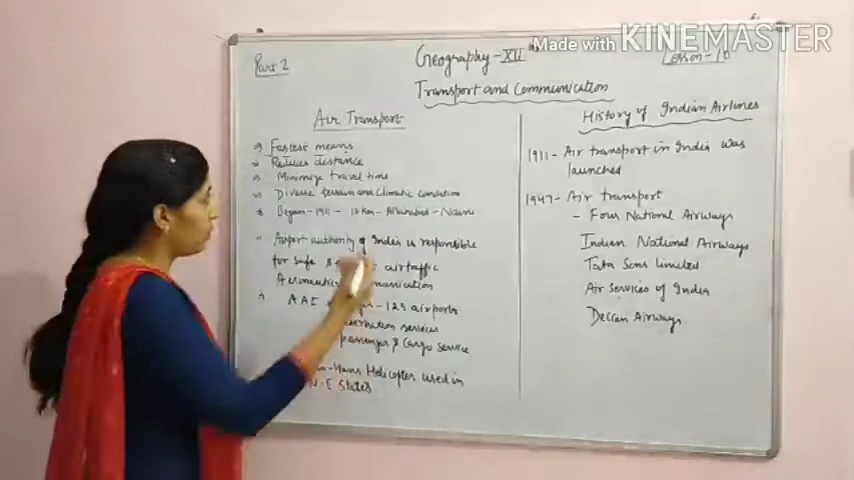 Made with KINEMASTER
Part 2
Geography-XII
Lesson-10
Transport and Communication
Air Transport
Fastest means
Reduces distance
Minimize travel time
Diverse terrain and climatic condition
Began-1911-10 Km-Allahabad-Naini
Airport authority of India is responsible
for safe air traffic
Aeronautical
AAI - 125 airports
services
passenger & Cargo service
-Hans Helicopter used in
N-E States
History of Indian Airlines
1911- Air transport in India was
launched
1947- Air transport
- Four National Airways
Indian National Airways
Tata Sons Limited
Air Services of India
Deccan Airways